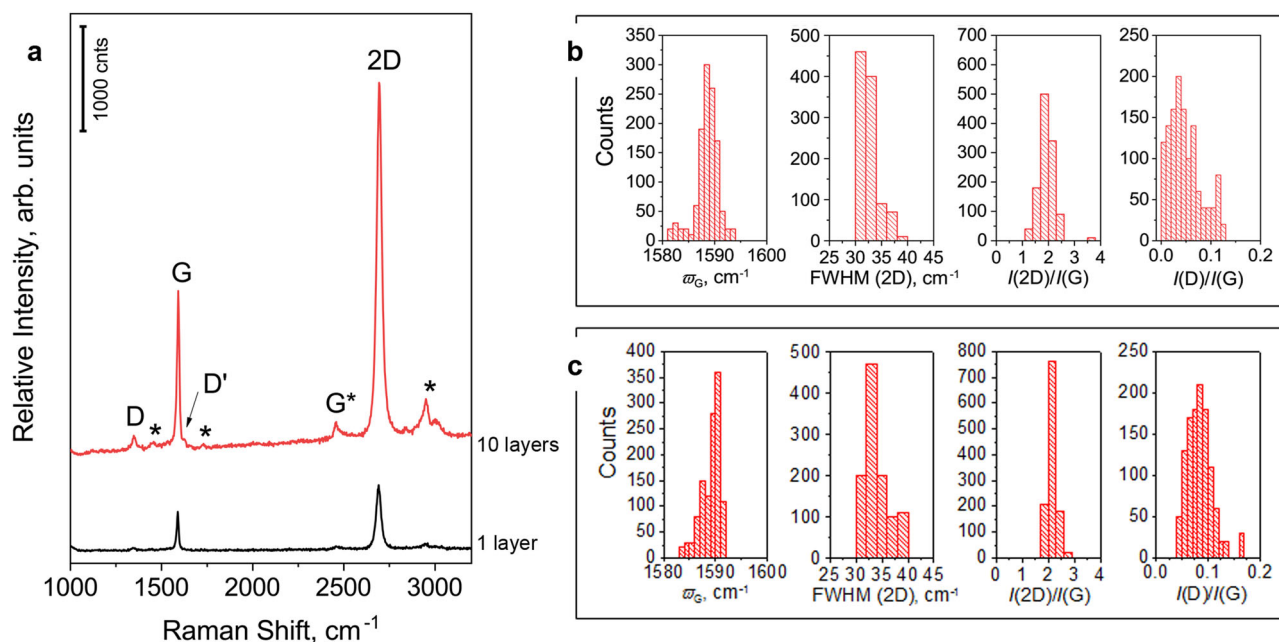 a
1000 cnts
2D
G
D'
D
*
*
G*
*
10 layers
1 layer
Relative Intensity, arb. units
1000 1500 2000 2500 3000
Raman Shift, cm⁻¹
b
Counts
350
300
250
200
150
100
50
0
1580 1590 1600
ϖG, cm⁻¹
500
400
300
200
100
0
25 30 35 40 45
FWHM (2D), cm⁻¹
700
600
500
400
300
200
100
0
0 1 2 3 4
I(2D)/I(G)
250
200
150
100
50
0
0.0 0.1 0.2
I(D)/I(G)
c
Counts
400
350
300
250
200
150
100
50
0
1580 1590 1600
ϖG, cm⁻¹
500
400
300
200
100
0
25 30 35 40 45
FWHM (2D), cm⁻¹
800
700
600
500
400
300
200
100
0
0 1 2 3 4
I(2D)/I(G)
250
200
150
100
50
0
0.0 0.1 0.2
I(D)/I(G)